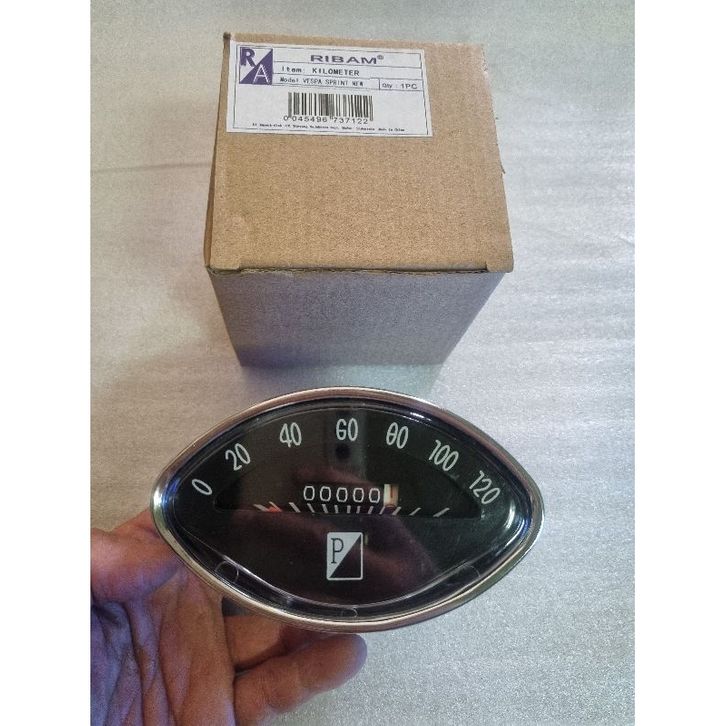 RA
RIBAM®
Item: KILOMETER
Model VESPA SPRINT NEW
Qty : 1PC
0 045496 737122
0 20 40 60 80 100 120
00000
P